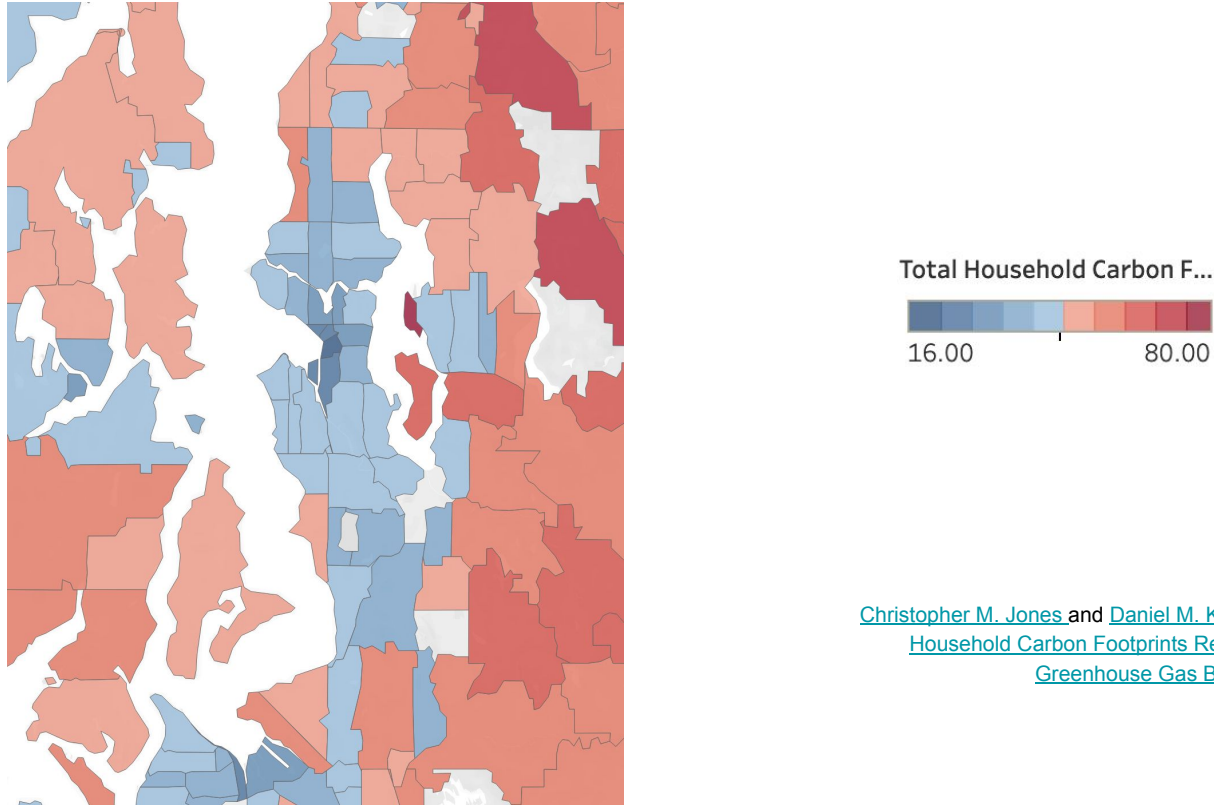 Total Household Carbon F...
16.00 80.00
Christopher M. Jones and Daniel M. K
Household Carbon Footprints Re
Greenhouse Gas B